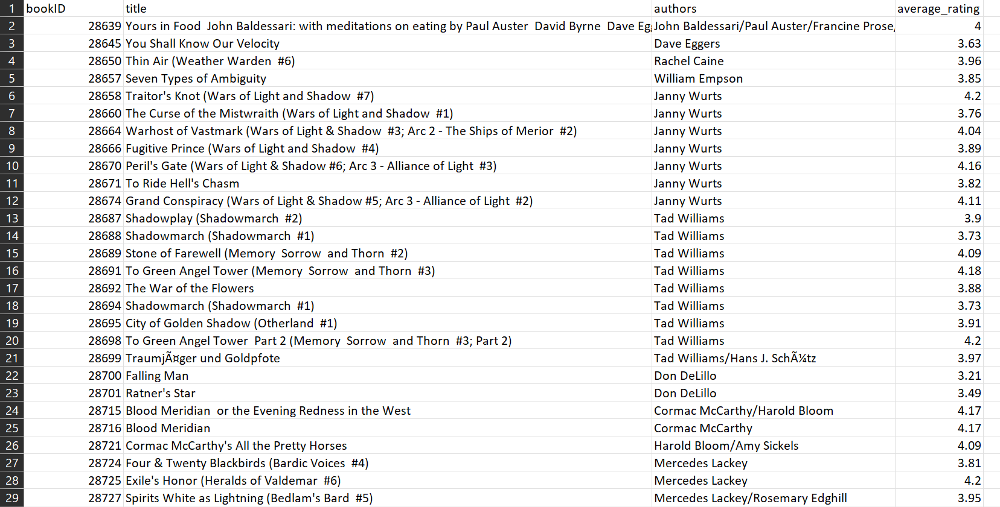 1 bookID title authors average_rating
2 28639 Yours in Food  John Baldessari: with meditations on eating by Paul Auster  David Byrne  Dave John Baldessari/Paul Auster/Francine Prose, 4
3 28645 You Shall Know Our Velocity Dave Eggers 3.63
4 28650 Thin Air (Weather Warden  #6) Rachel Caine 3.96
5 28657 Seven Types of Ambiguity William Empson 3.85
6 28658 Traitor's Knot (Wars of Light and Shadow  #7) Janny Wurts 4.2
7 28660 The Curse of the Mistwraith (Wars of Light and Shadow  #1) Janny Wurts 3.76
8 28664 Warhost of Vastmark (Wars of Light & Shadow  #3; Arc 2 - The Ships of Merior  #2) Janny Wurts 4.04
9 28666 Fugitive Prince (Wars of Light and Shadow  #4) Janny Wurts 3.89
10 28670 Peril's Gate (Wars of Light & Shadow #6; Arc 3 - Alliance of Light  #3) Janny Wurts 4.16
11 28671 To Ride Hell's Chasm Janny Wurts 3.82
12 28674 Grand Conspiracy (Wars of Light & Shadow #5; Arc 3 - Alliance of Light  #2) Janny Wurts 4.11
13 28687 Shadowplay (Shadowmarch  #2) Tad Williams 3.9
14 28688 Shadowmarch (Shadowmarch  #1) Tad Williams 3.73
15 28689 Stone of Farewell (Memory  Sorrow  and Thorn  #2) Tad Williams 4.09
16 28691 To Green Angel Tower (Memory  Sorrow  and Thorn  #3) Tad Williams 4.18
17 28692 The War of the Flowers Tad Williams 3.88
18 28694 Shadowmarch (Shadowmarch  #1) Tad Williams 3.73
19 28695 City of Golden Shadow (Otherland  #1) Tad Williams 3.91
20 28698 To Green Angel Tower  Part 2 (Memory  Sorrow  and Thorn  #3; Part 2) Tad Williams 4.2
21 28699 TraumjÃ¤ger und Goldpfote Tad Williams/Hans J. SchÃ¼tz 3.97
22 28700 Falling Man Don DeLillo 3.21
23 28701 Ratner's Star Don DeLillo 3.49
24 28715 Blood Meridian  or the Evening Redness in the West Cormac McCarthy/Harold Bloom 4.17
25 28716 Blood Meridian Cormac McCarthy 4.17
26 28721 Cormac McCarthy's All the Pretty Horses Harold Bloom/Amy Sickels 4.09
27 28724 Four & Twenty Blackbirds (Bardic Voices  #4) Mercedes Lackey 3.81
28 28725 Exile's Honor (Heralds of Valdemar  #6) Mercedes Lackey 4.2
29 28727 Spirits White as Lightning (Bedlam's Bard  #5) Mercedes Lackey/Rosemary Edghill 3.95